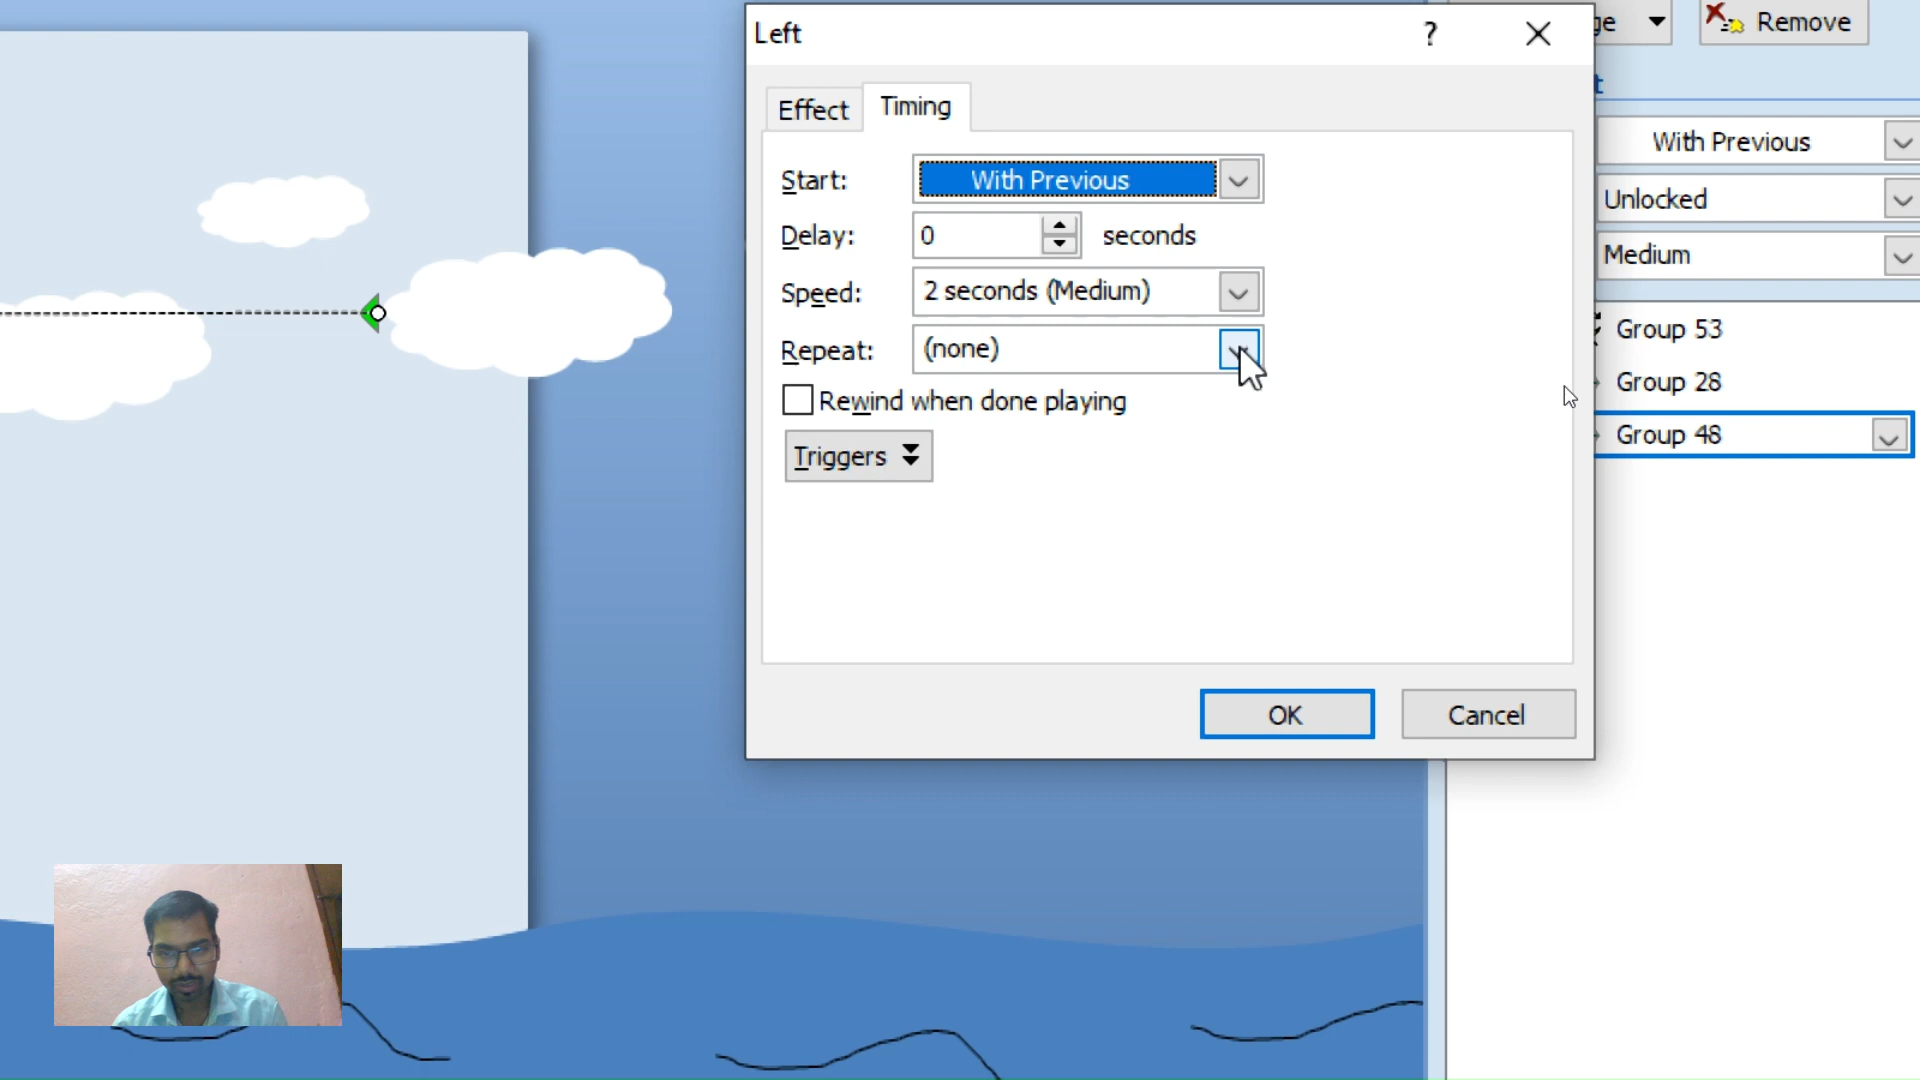 Left
?
ge
Remove
t
Effect
Timing
Start:
With Previous
Delay:
0
seconds
Speed:
2 seconds (Medium)
Repeat:
(none)
Rewind when done playing
Triggers
OK
Cancel
With Previous
Unlocked
Medium
Group 53
Group 28
Group 48